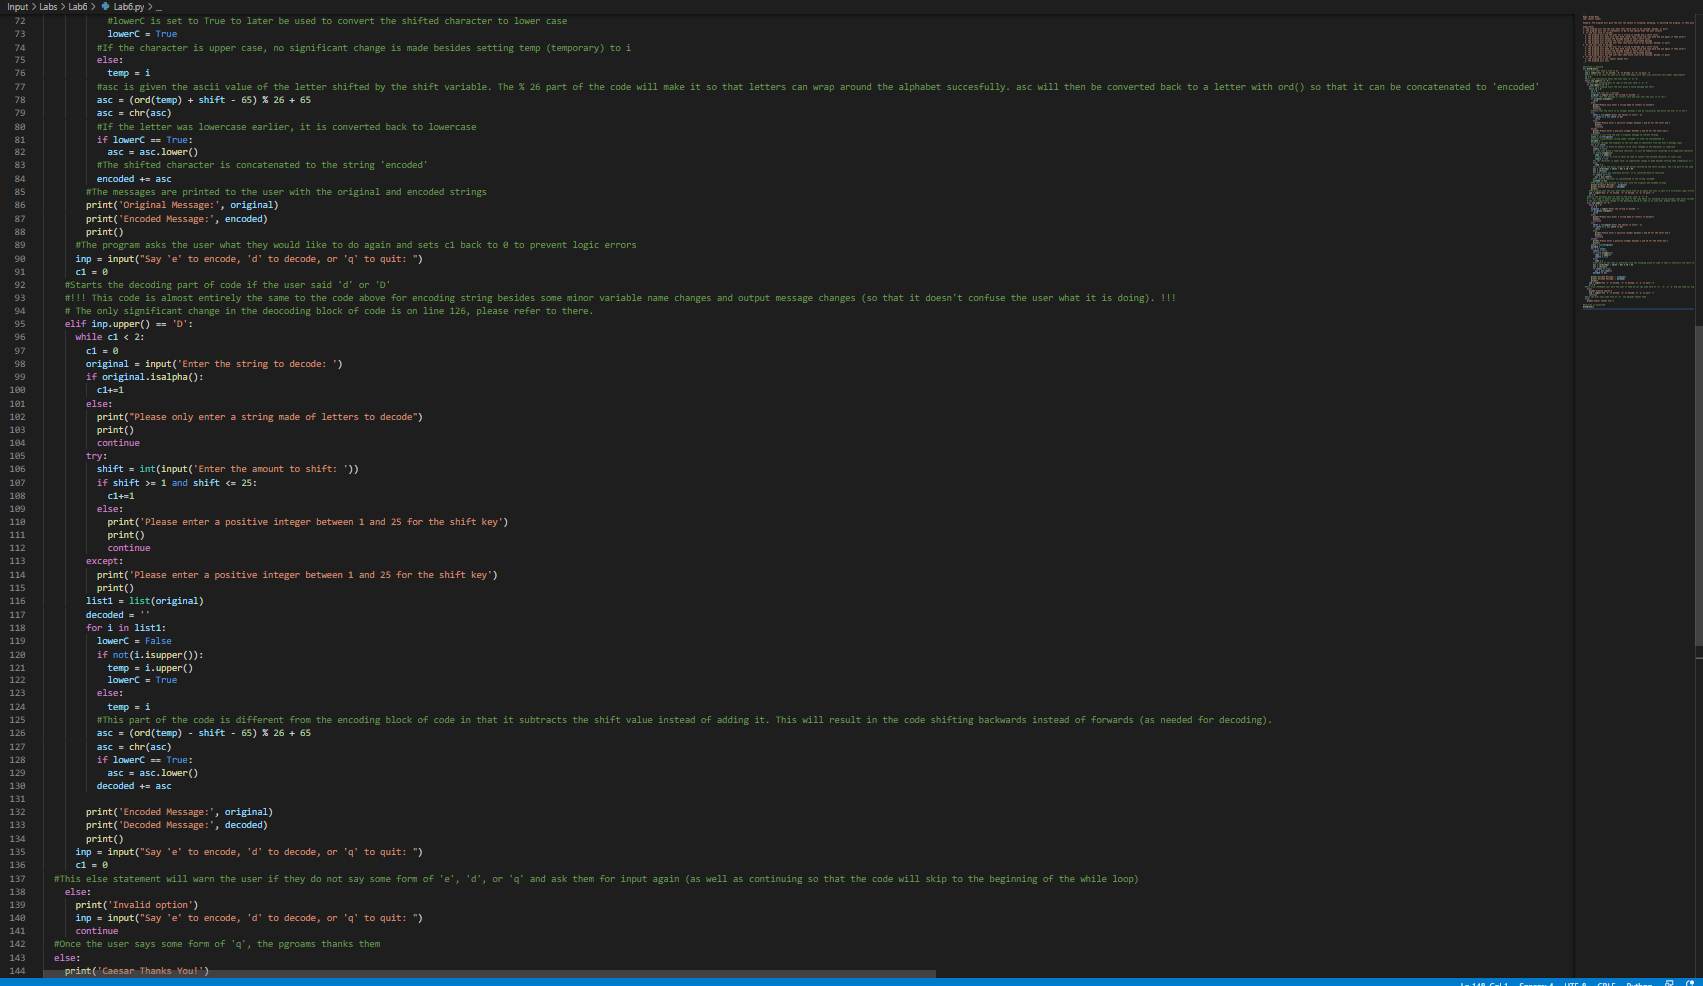 Input > Labs > Lab6 > Lab6.py > ...
72 #lowerC is set to True to later be used to convert the shifted character to lower case
73 lowerC = True
74 #If the character is upper case, no significant change is made besides setting temp (temporary) to i
75 else:
76 temp = i
77 #asc is given the ascii value of the letter shifted by the shift variable. The % 26 part of the code will make it so that letters can wrap around the alphabet succesfully. asc will then be converted back to a letter with ord() so that it can be concatenated to 'encoded'
78 asc = (ord(temp) + shift - 65) % 26 + 65
79 asc = chr(asc)
80 #If the letter was lowercase earlier, it is converted back to lowercase
81 if lowerC == True:
82 asc = asc.lower()
83 #The shifted character is concatenated to the string 'encoded'
84 encoded += asc
85 #The messages are printed to the user with the original and encoded strings
86 print('Original Message:', original)
87 print('Encoded Message:', encoded)
88 print()
89 #The program asks the user what they would like to do again and sets c1 back to 0 to prevent logic errors
90 inp = input("Say 'e' to encode, 'd' to decode, or 'q' to quit: ")
91 c1 = 0
92 #Starts the decoding part of code if the user said 'd' or 'D'
93 #!!! This code is almost entirely the same to the code above for encoding string besides some minor variable name changes and output message changes (so that it doesn't confuse the user what it is doing). !!!
94 # The only significant change in the deocoding block of code is on line 126, please refer to there.
95 elif inp.upper() == 'D':
96 while c1 < 2:
97 c1 = 0
98 original = input('Enter the string to decode: ')
99 if original.isalpha():
100 c1+=1
101 else:
102 print("Please only enter a string made of letters to decode")
103 print()
104 continue
105 try:
106 shift = int(input('Enter the amount to shift: '))
107 if shift >= 1 and shift <= 25:
108 c1+=1
109 else:
110 print('Please enter a positive integer between 1 and 25 for the shift key')
111 print()
112 continue
113 except:
114 print('Please enter a positive integer between 1 and 25 for the shift key')
115 print()
116 list1 = list(original)
117 decoded = ''
118 for i in list1:
119 lowerC = False
120 if not(i.isupper()):
121 temp = i.upper()
122 lowerC = True
123 else:
124 temp = i
125 #This part of the code is different from the encoding block of code in that it subtracts the shift value instead of adding it. This will result in the code shifting backwards instead of forwards (as needed for decoding).
126 asc = (ord(temp) - shift - 65) % 26 + 65
127 asc = chr(asc)
128 if lowerC == True:
129 asc = asc.lower()
130 decoded += asc
131
132 print('Encoded Message:', original)
133 print('Decoded Message:', decoded)
134 print()
135 inp = input("Say 'e' to encode, 'd' to decode, or 'q' to quit: ")
136 c1 = 0
137 #This else statement will warn the user if they do not say some form of 'e', 'd', or 'q' and ask them for input again (as well as continuing so that the code will skip to the beginning of the while loop)
138 else:
139 print('Invalid option')
140 inp = input("Say 'e' to encode, 'd' to decode, or 'q' to quit: ")
141 continue
142 #Once the user says some form of 'q', the pgroams thanks them
143 else:
144 print('Caesar Thanks You!')